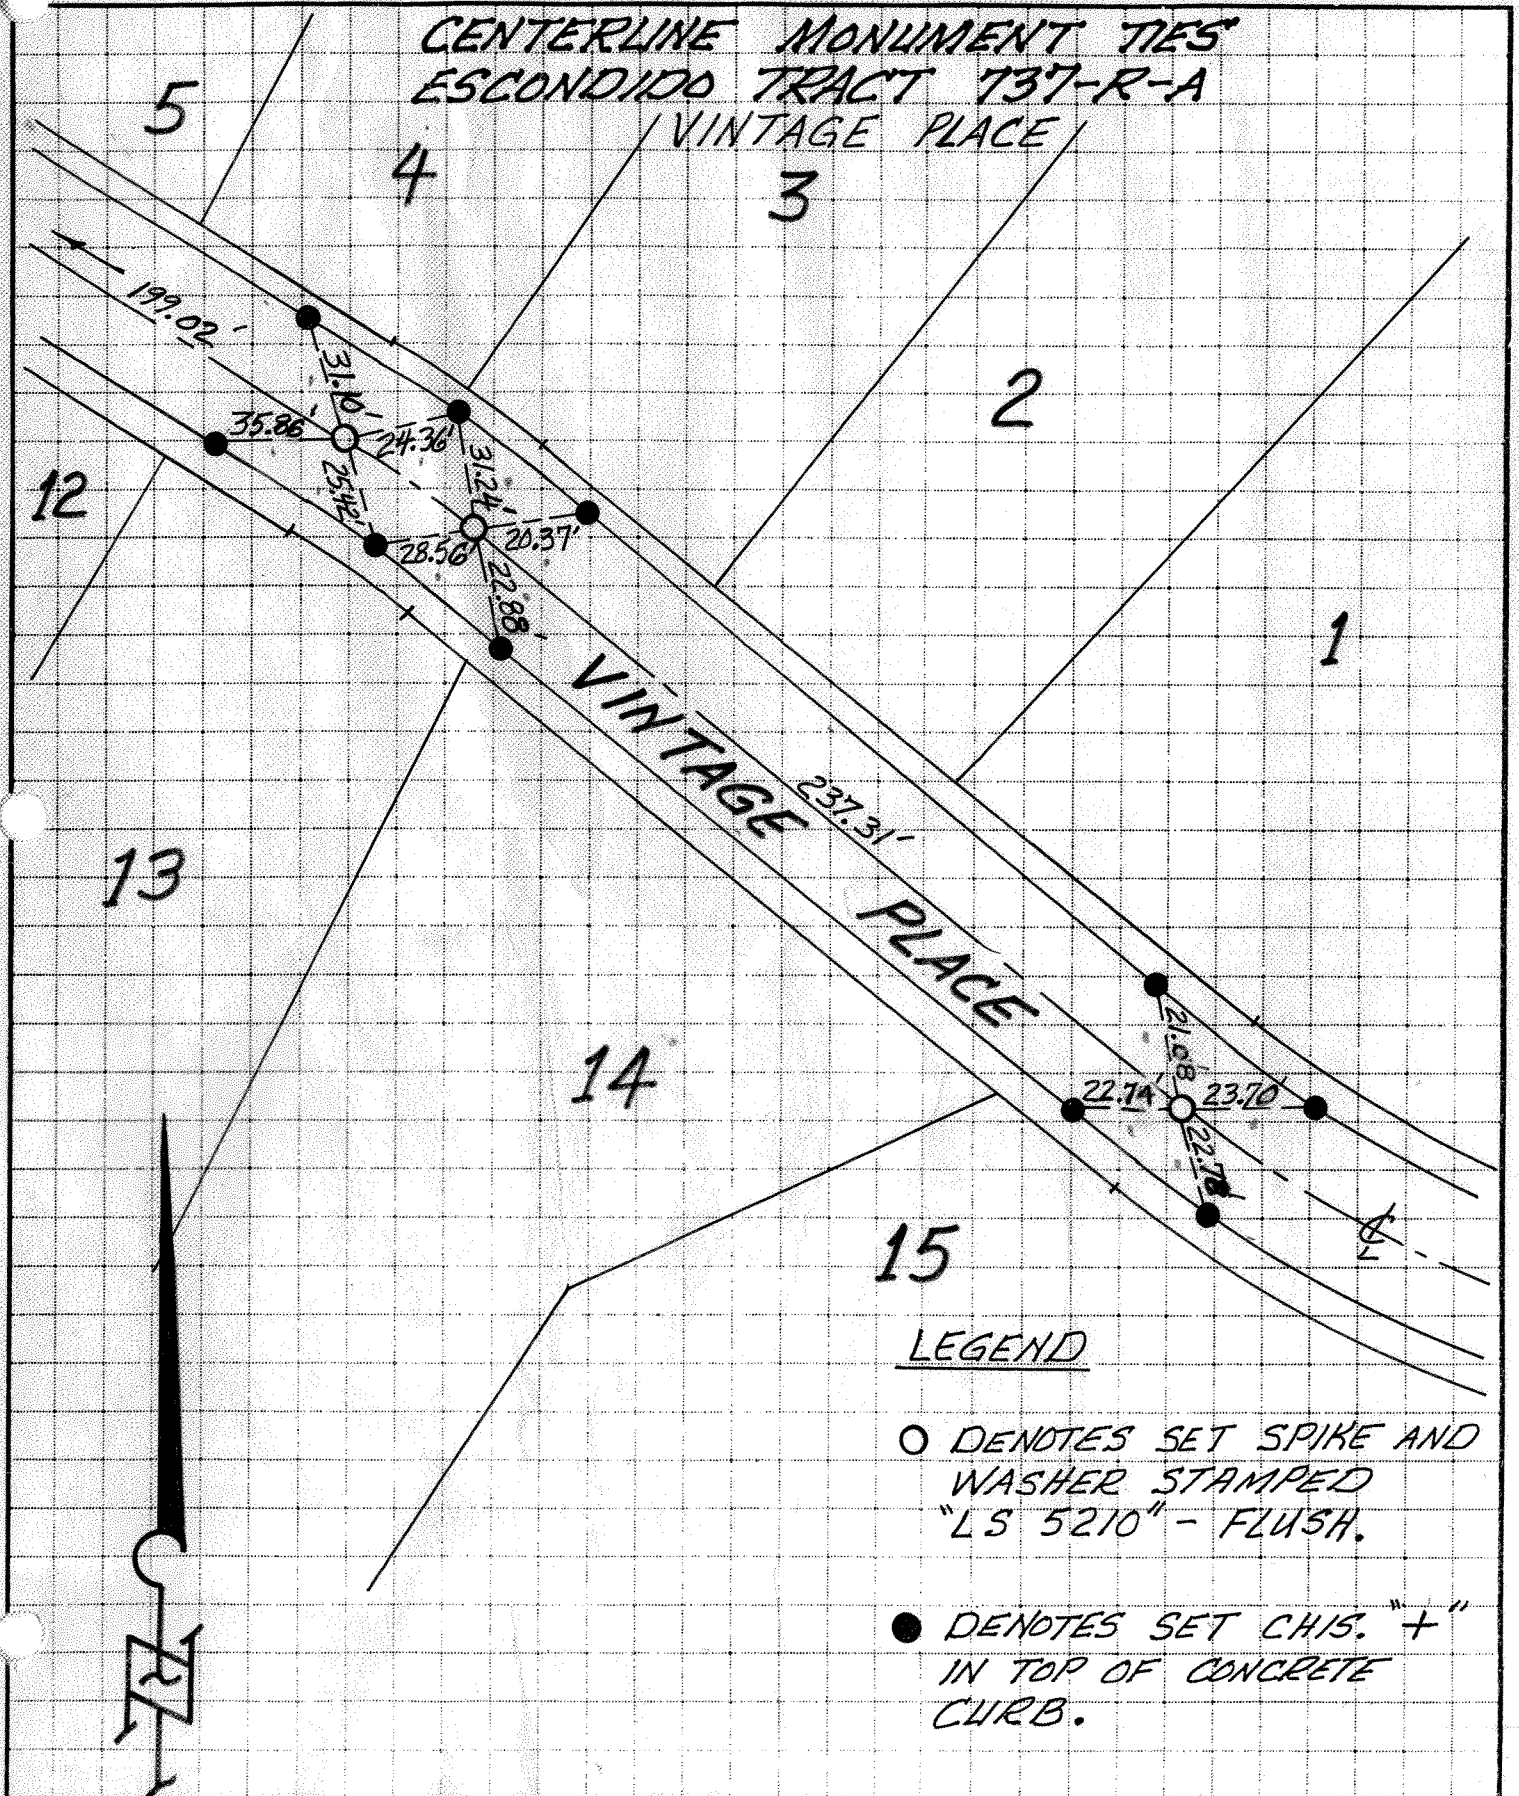 CENTERLINE MONUMENT TIES
ESCONDIDO TRACT 737-R-A
VINTAGE PLACE
5
4
3
2
1
199.02'
31.10'
35.86'
24.36'
25.42'
31.24'
28.56'
20.37'
22.88'
12
13
VINTAGE PLACE
237.31'
14
21.08'
22.74'
23.70'
22.78'
15
℄
LEGEND
DENOTES SET SPIKE AND
WASHER STAMPED
"LS 5210" - FLUSH.
DENOTES SET CHIS. "+"
IN TOP OF CONCRETE
CURB.
N